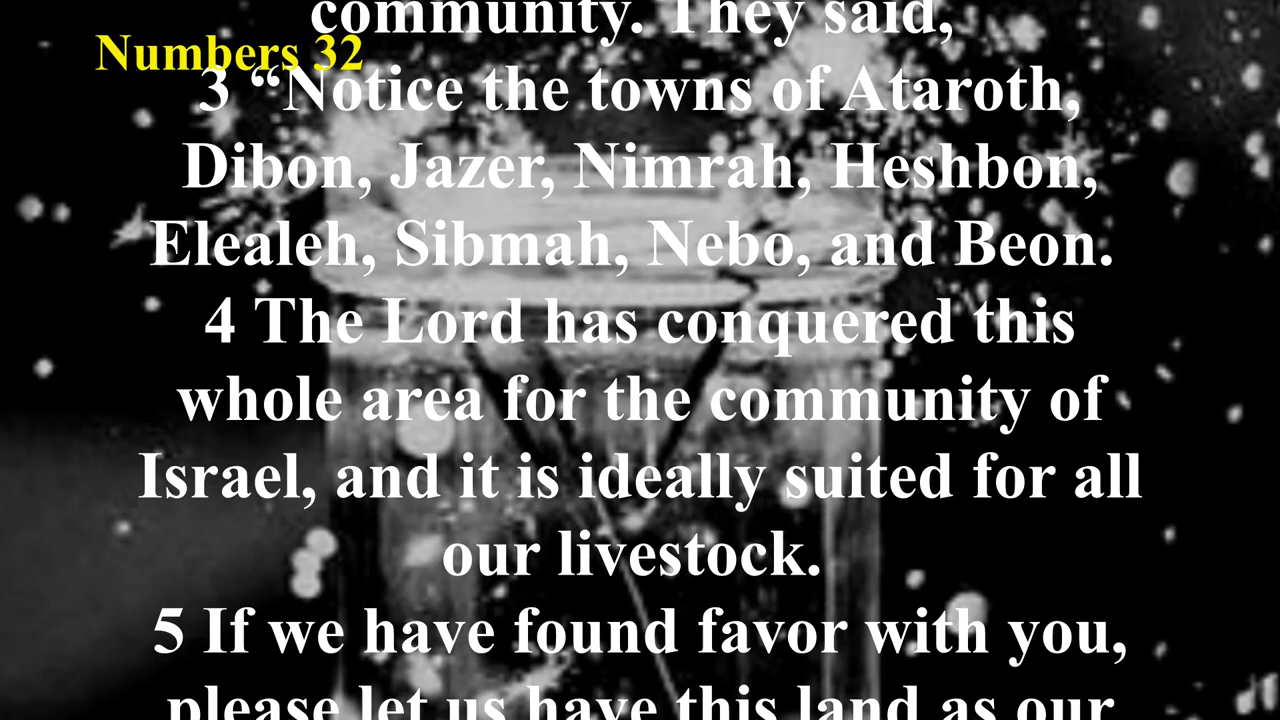 community. They said,
Numbers 32
3 “Notice the towns of Ataroth,
Dibon, Jazer, Nimrah, Heshbon,
Elealeh, Sibmah, Nebo, and Beon.
4 The Lord has conquered this
whole area for the community of
Israel, and it is ideally suited for all
our livestock.
5 If we have found favor with you,
please let us have this land as our